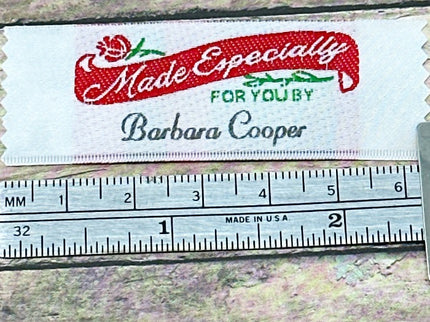 Made Especially
FOR YOU BY
Barbara Cooper
MM 1 2 3 4 5 6
32 1 MADE IN U.S.A. 2